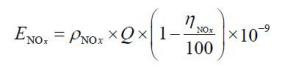 E_NOx = ρ_NOx × Q × (1 − η_NOx / 100) × 10^−9